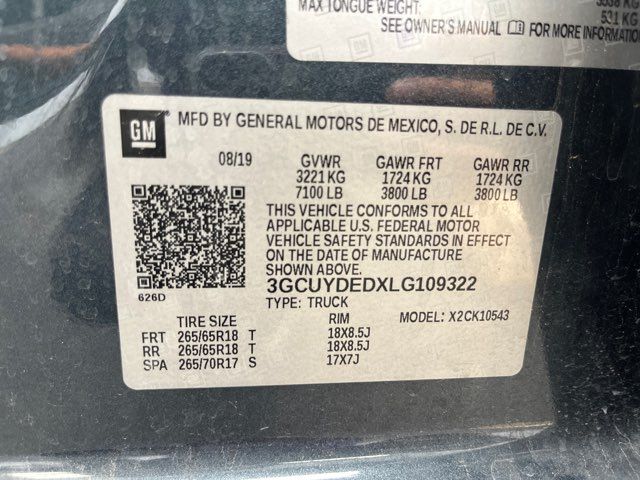 MAX TONGUE WEIGHT:
531 KG
SEE OWNER'S MANUAL FOR MORE
GM
MFD BY GENERAL MOTORS DE MEXICO, S. DE R.L. DE C.V.
08/19 GVWR GAWR FRT GAWR RR
3221 KG 1724 KG 1724 KG
7100 LB 3800 LB 3800 LB
THIS VEHICLE CONFORMS TO ALL
APPLICABLE U.S. FEDERAL MOTOR
VEHICLE SAFETY STANDARDS IN EFFECT
ON THE DATE OF MANUFACTURE
SHOWN ABOVE.
626D
3GCUYDEDXLG109322
TYPE: TRUCK
TIRE SIZE RIM MODEL: X2CK10543
FRT 265/65R18 T 18X8.5J
RR 265/65R18 T 18X8.5J
SPA 265/70R17 S 17X7J